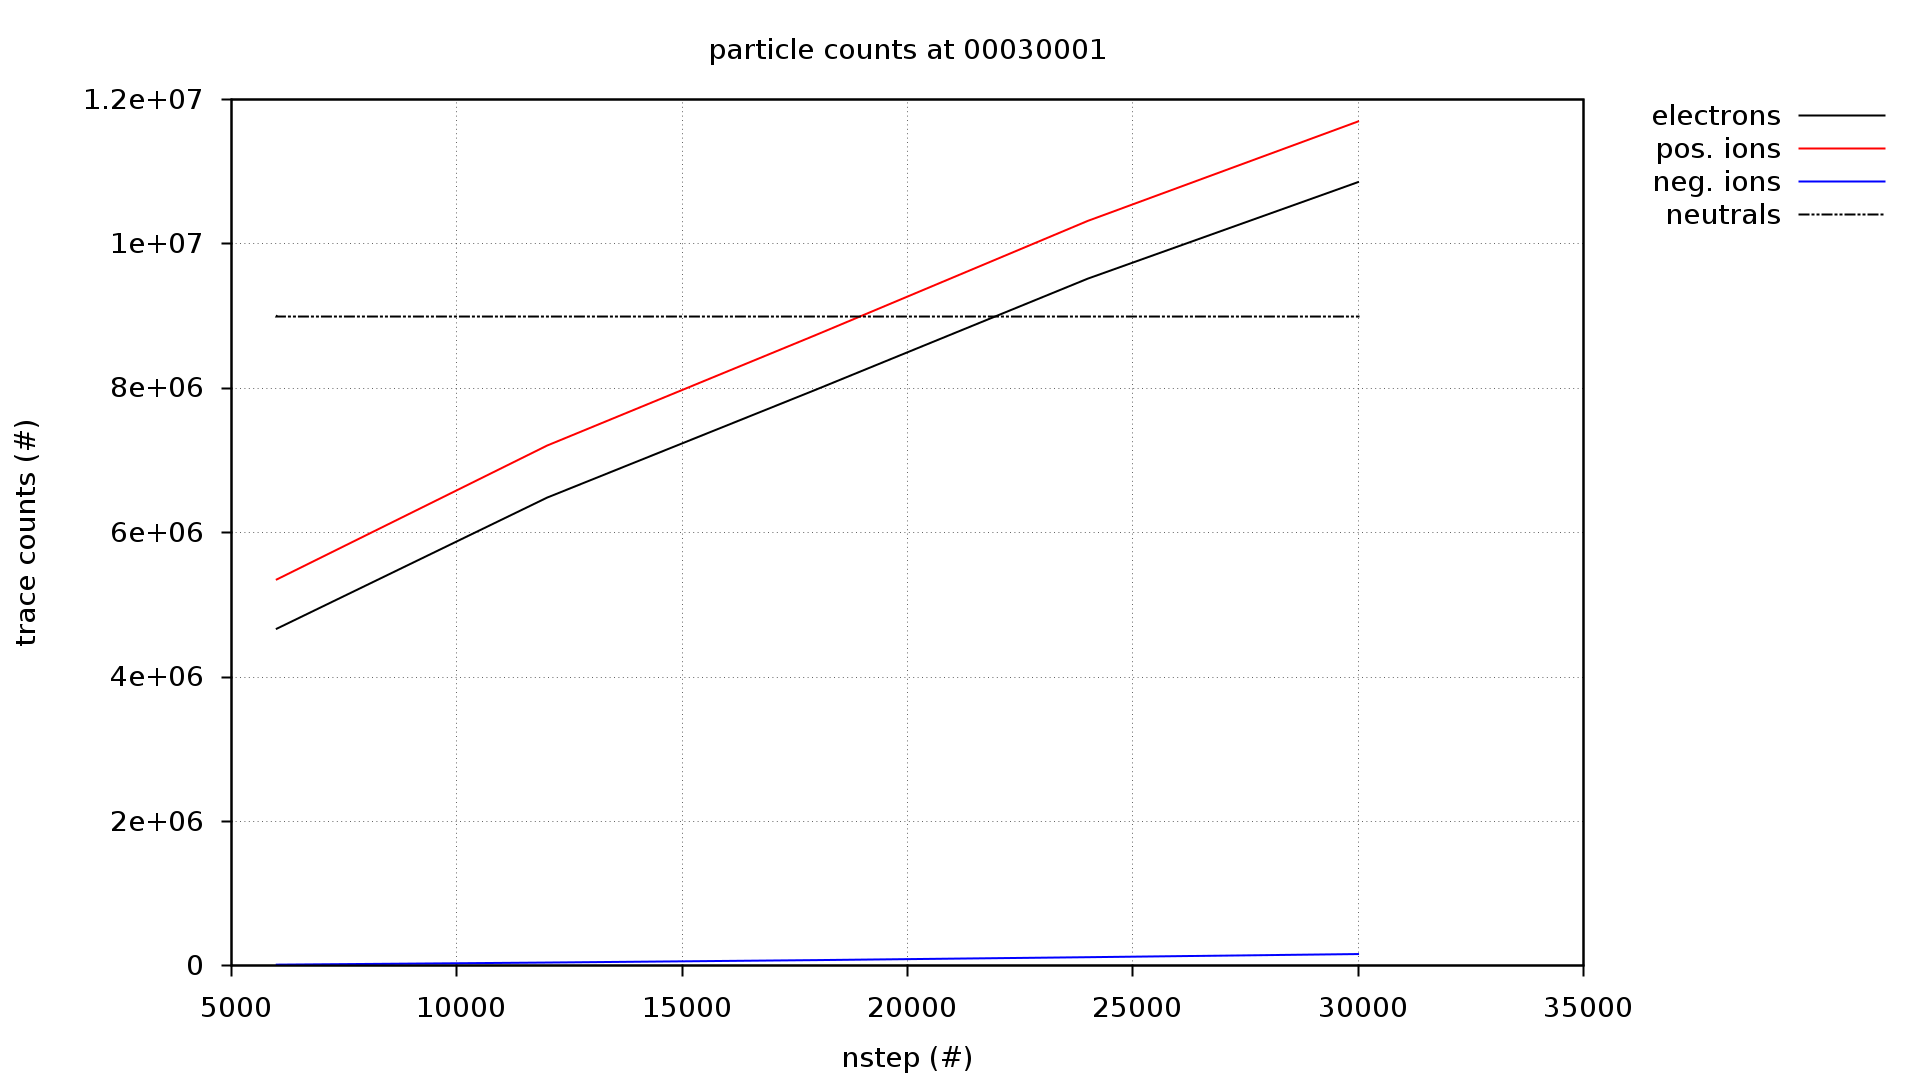 particle counts at 00030001
1.2e+07
1e+07
8e+06
6e+06
4e+06
2e+06
0
trace counts (#)
5000 10000 15000 20000 25000 30000 35000
nstep (#)
electrons
pos. ions
neg. ions
neutrals